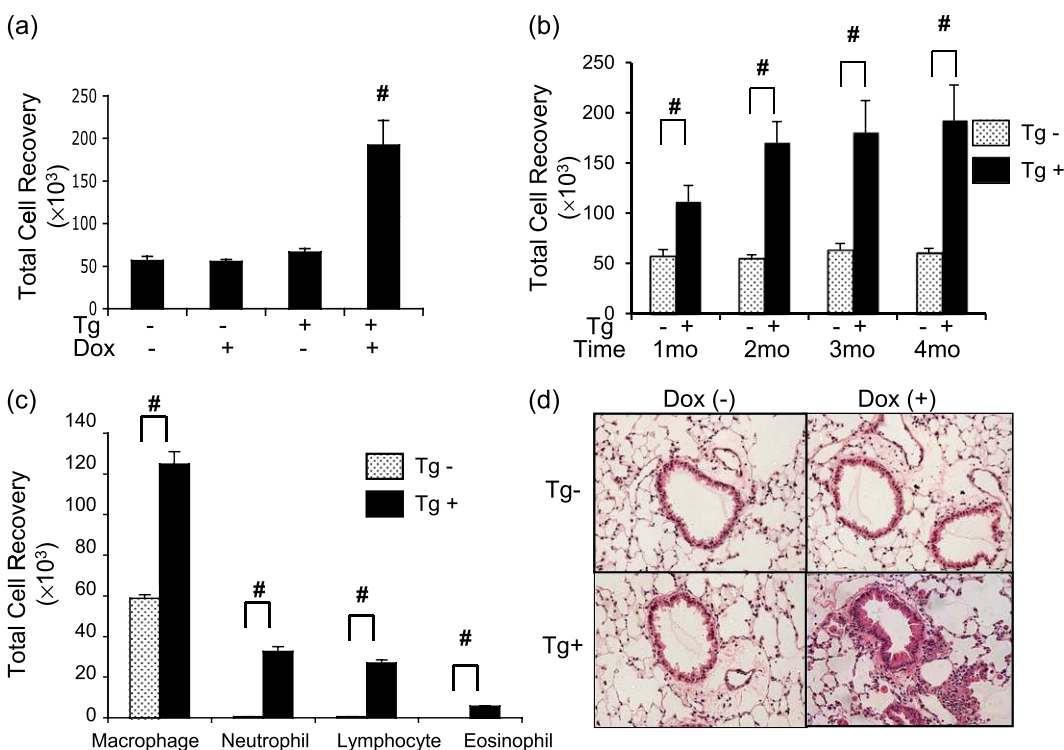 (a)
Total Cell Recovery
(×10³)
250
200
150
100
50
0
#
Tg - - + +
Dox - + - +
(b)
Total Cell Recovery
(×10³)
250
200
150
100
50
0
# # # #
Tg -
Tg +
Tg - + - + - + - +
Time 1mo 2mo 3mo 4mo
(c)
Total Cell Recovery
(×10³)
140
120
100
80
60
40
20
0
# # # #
Tg -
Tg +
Macrophage Neutrophil Lymphocyte Eosinophil
(d)
Dox (-) Dox (+)
Tg-
Tg+